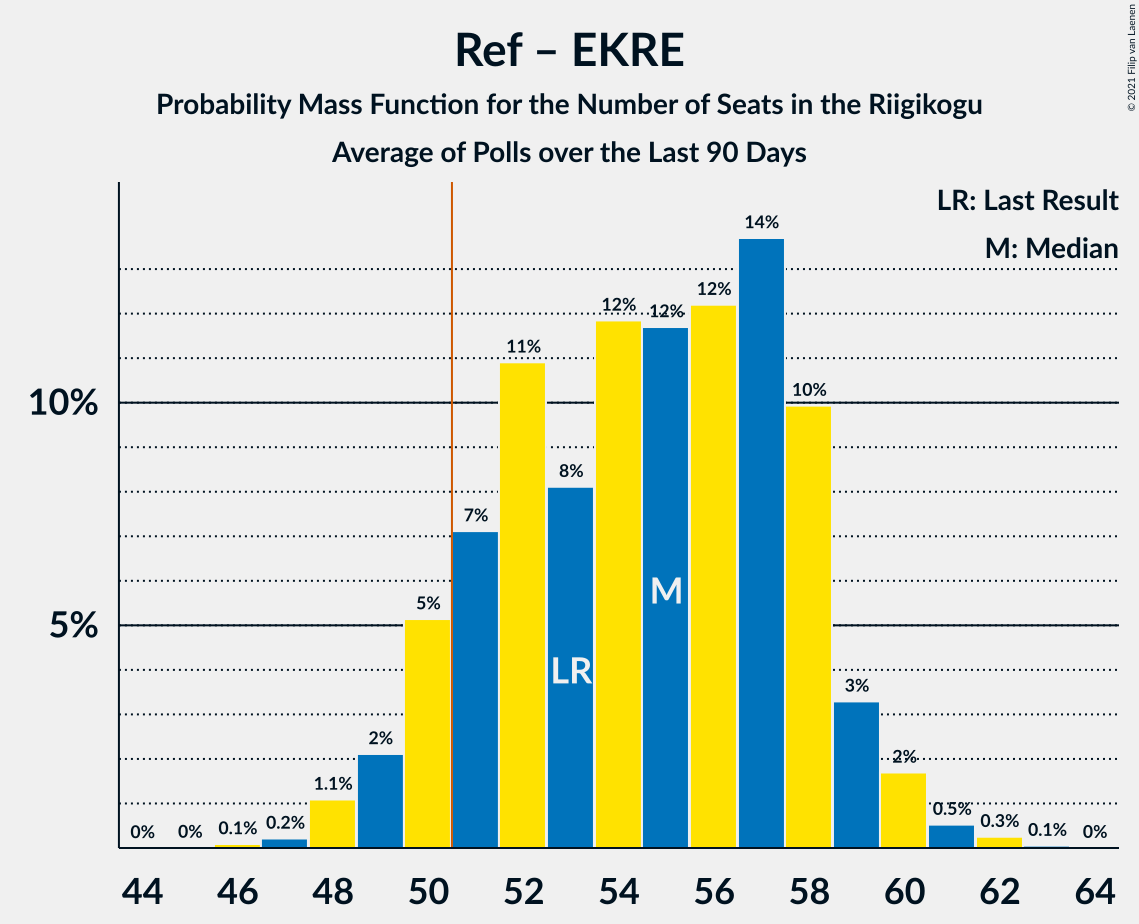 Ref – EKRE
Probability Mass Function for the Number of Seats in the Riigikogu
Average of Polls over the Last 90 Days
© 2021 Filip van Laenen
LR: Last Result
M: Median
10%
5%
0%
0%
0.1%
0.2%
1.1%
2%
5%
7%
11%
8%
12%
12%
12%
14%
10%
3%
2%
0.5%
0.3%
0.1%
0%
LR
M
44 46 48 50 52 54 56 58 60 62 64